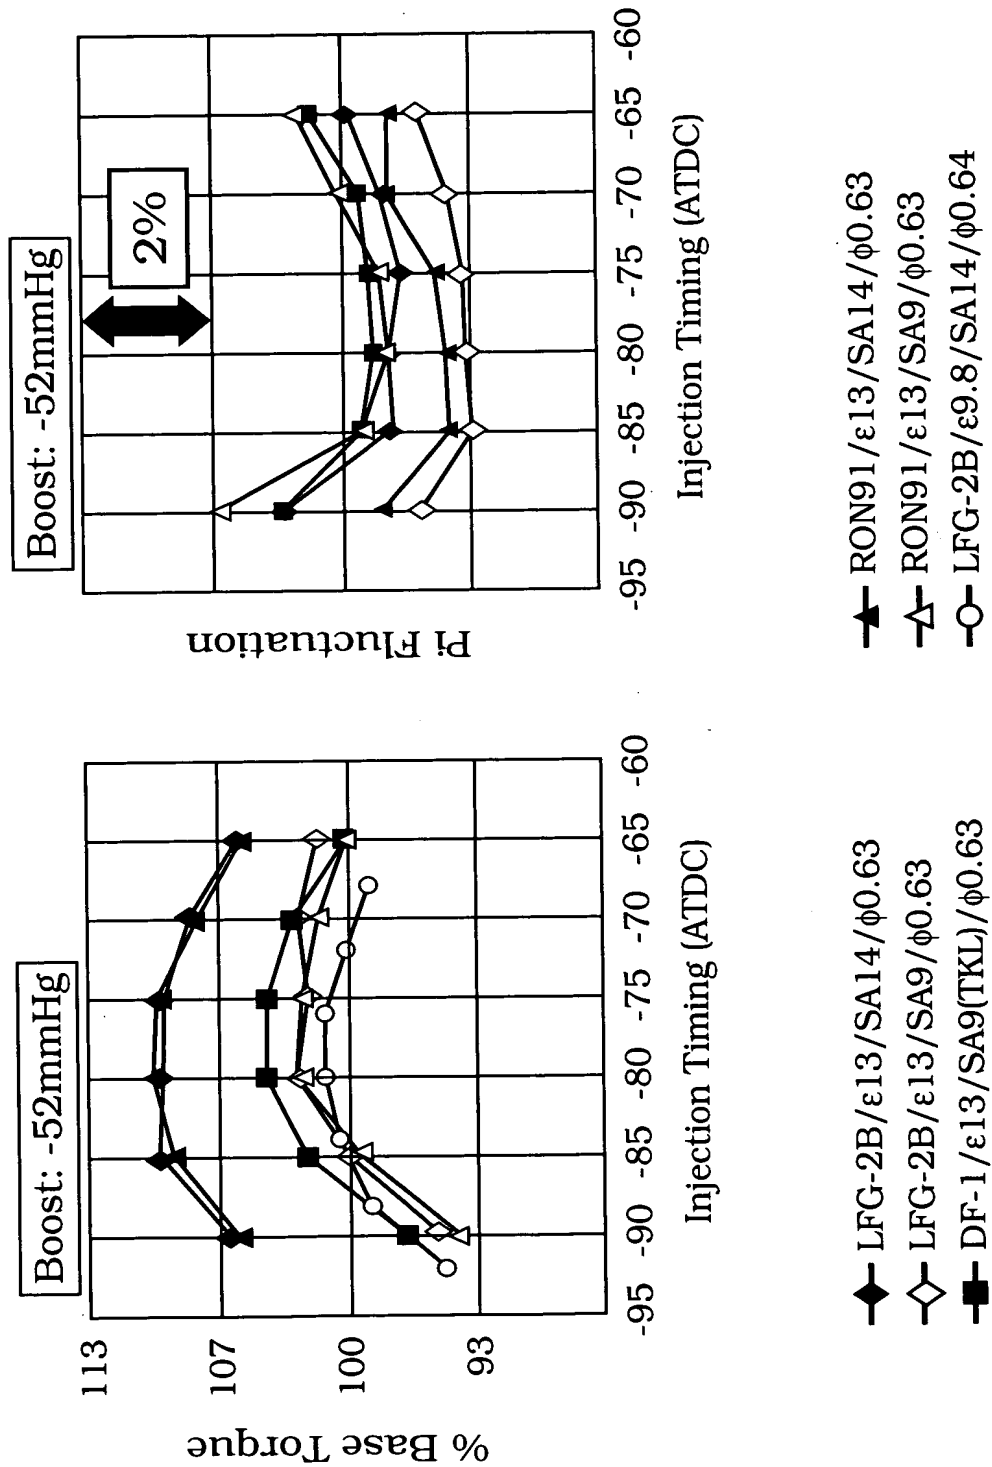 Boost: -52mmHg
% Base Torque
113
107
100
93
-95
-90
-85
-80
-75
-70
-65
-60
Injection Timing (ATDC)
Boost: -52mmHg
2%
Pi Fluctuation
-95
-90
-85
-80
-75
-70
-65
-60
Injection Timing (ATDC)
LFG-2B/ε13/SA14/φ0.63
LFG-2B/ε13/SA9/φ0.63
DF-1/ε13/SA9(TKL)/φ0.63
RON91/ε13/SA14/φ0.63
RON91/ε13/SA9/φ0.63
LFG-2B/ε9.8/SA14/φ0.64